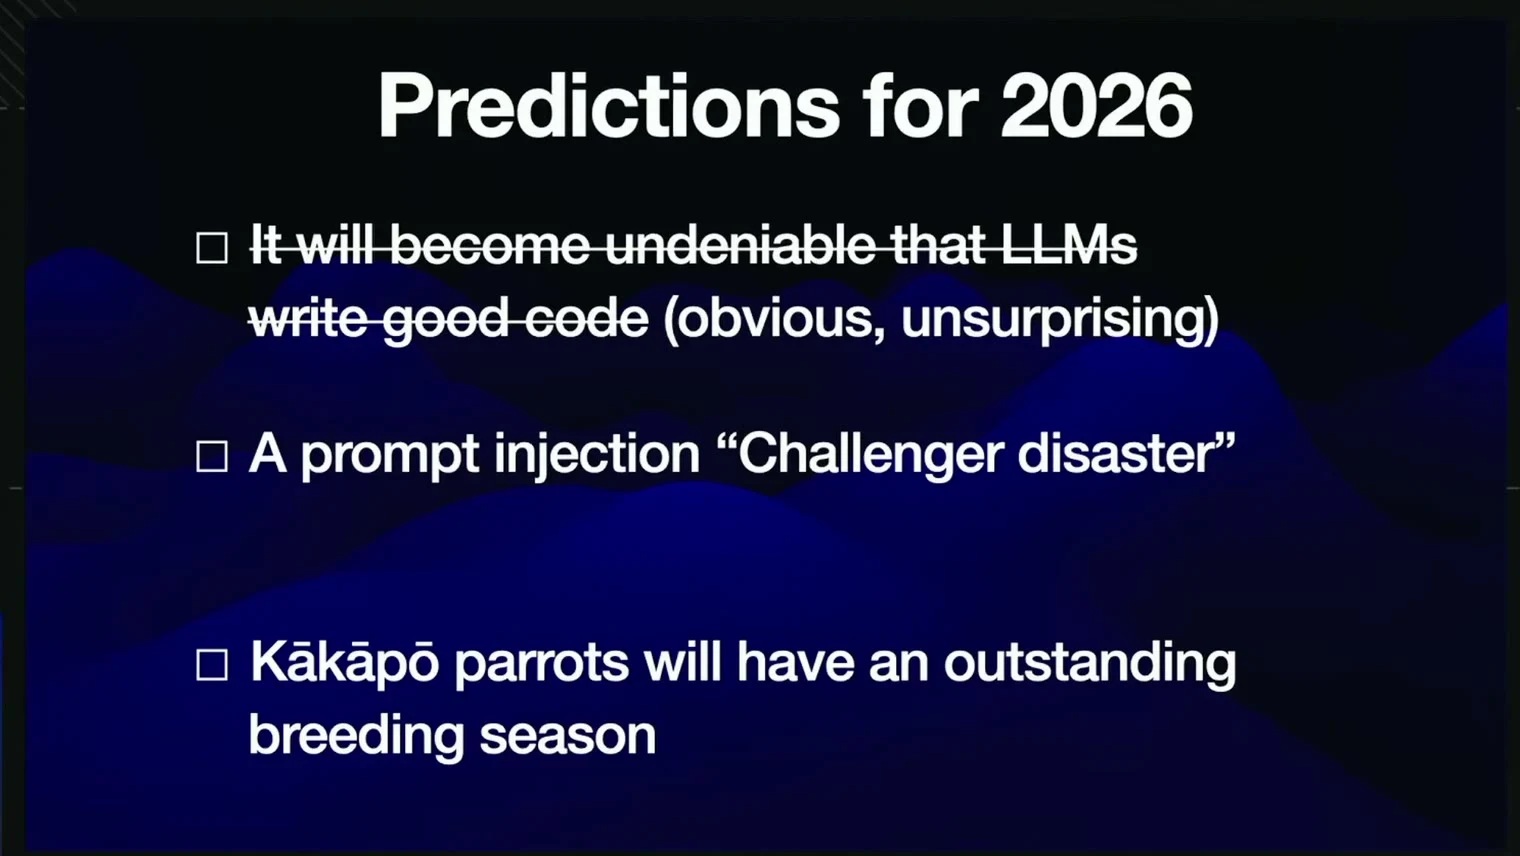 Predictions for 2026
It will become undeniable that LLMs
write good code (obvious, unsurprising)
A prompt injection “Challenger disaster”
Kākāpō parrots will have an outstanding
breeding season